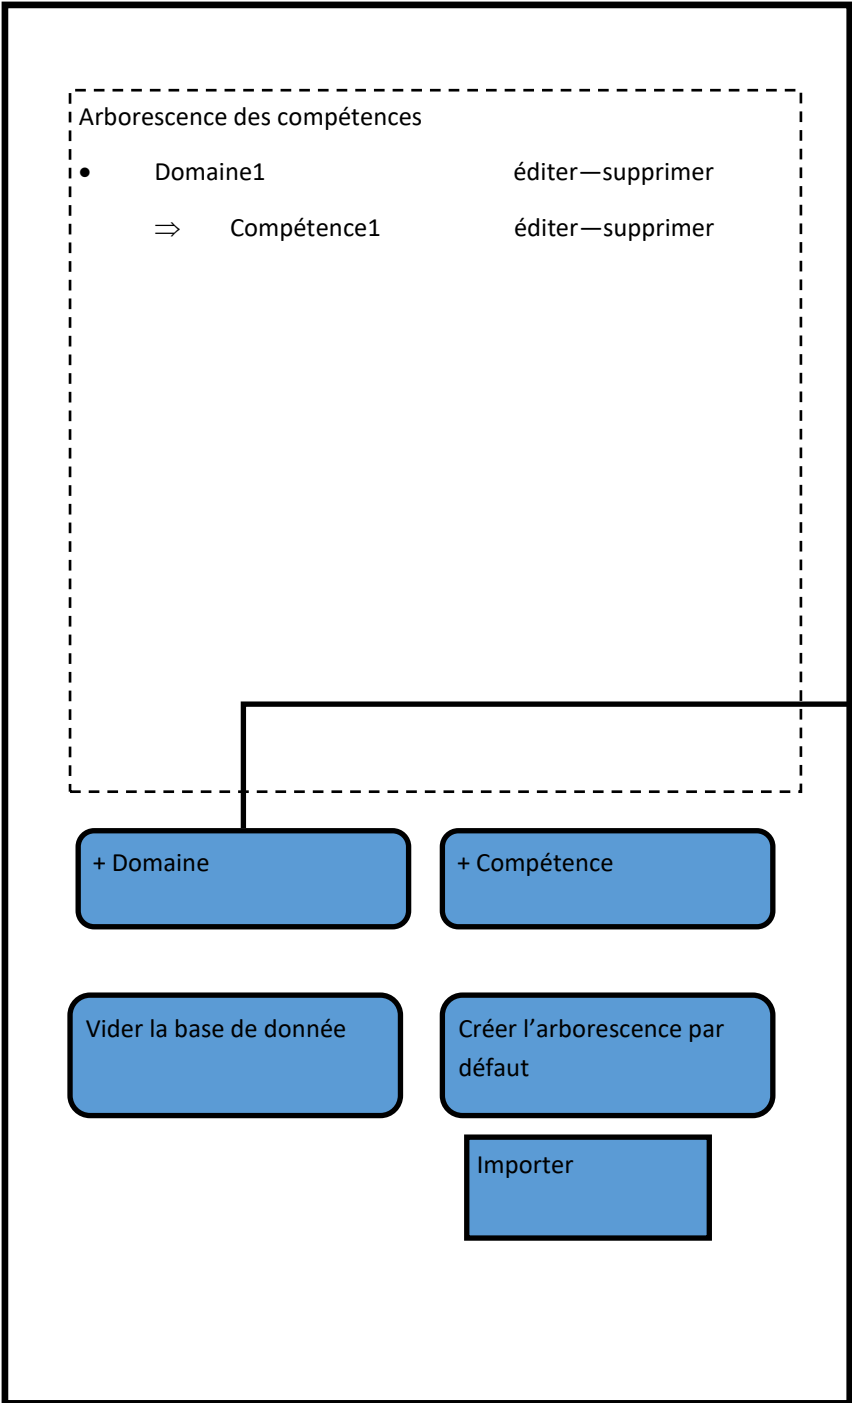 Arborescence des compétences
• Domaine1 éditer—supprimer
⇒ Compétence1 éditer—supprimer
+ Domaine
+ Compétence
Vider la base de donnée
Créer l’arborescence par
défaut
Importer